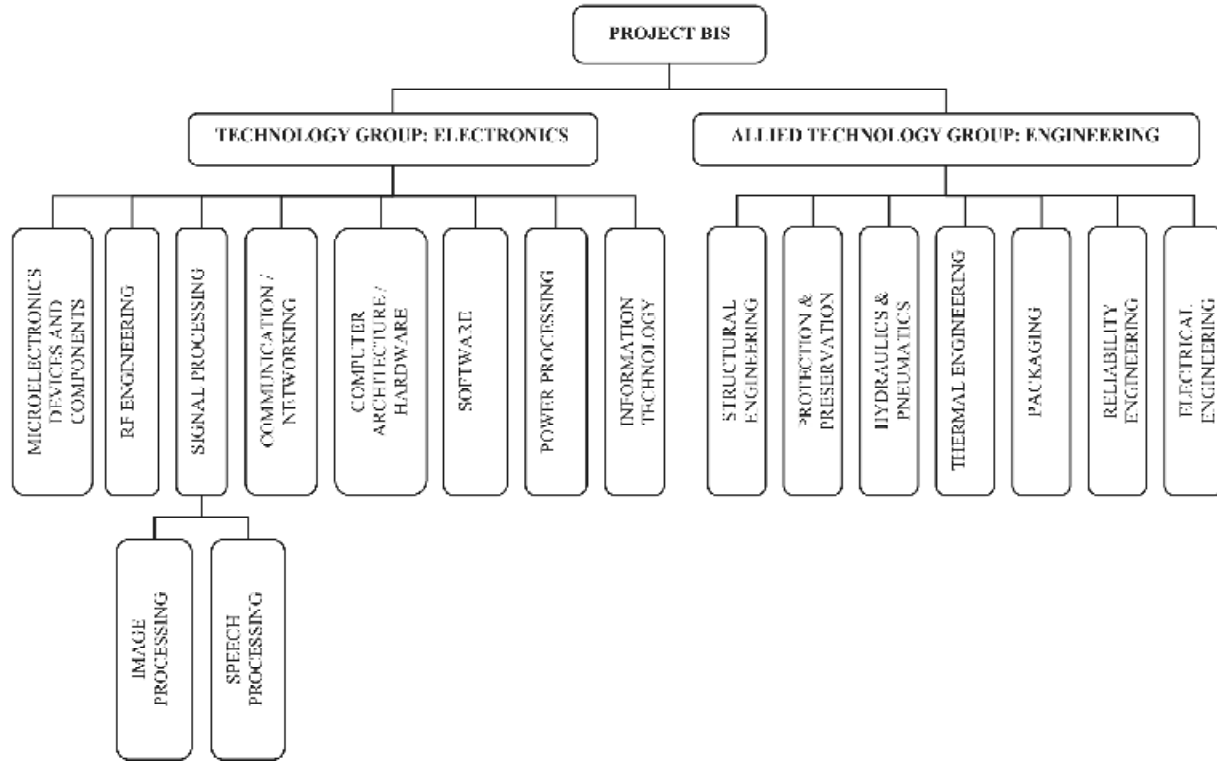 PROJECT BIS
TECHNOLOGY GROUP: ELECTRONICS
ALLIED TECHNOLOGY GROUP: ENGINEERING
MICROELECTRONICS
DEVICES AND
COMPONENTS
RF ENGINEERING
SIGNAL PROCESSING
COMMUNICATION /
NETWORKING
COMPUTER
ARCHITECTURE /
HARDWARE
SOFTWARE
POWER PROCESSING
INFORMATION
TECHNOLOGY
STRUCTURAL
ENGINEERING
PROTECTION &
PRESERVATION
HYDRAULICS &
PNEUMATICS
THERMAL ENGINEERING
PACKAGING
RELIABILITY
ENGINEERING
ELECTRICAL
ENGINEERING
IMAGE
PROCESSING
SPEECH
PROCESSING